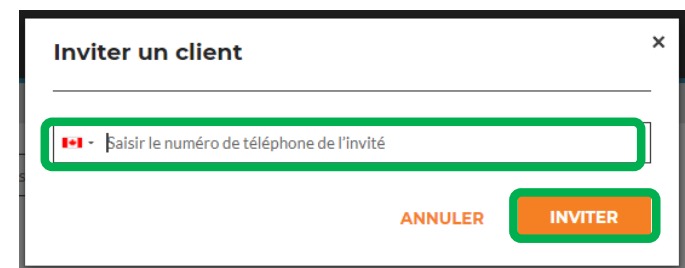 Inviter un client
×
Saisir le numéro de téléphone de l'invité
ANNULER INVITER